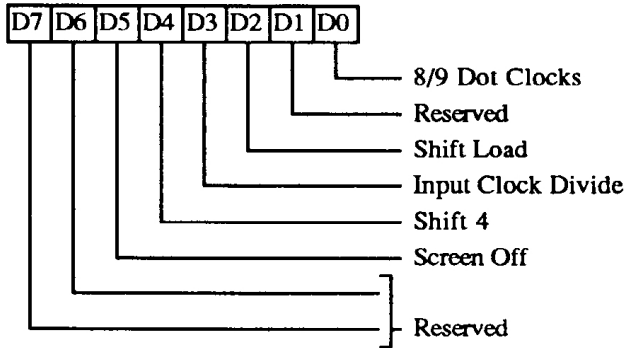 D7 D6 D5 D4 D3 D2 D1 D0
8/9 Dot Clocks
Reserved
Shift Load
Input Clock Divide
Shift 4
Screen Off
Reserved